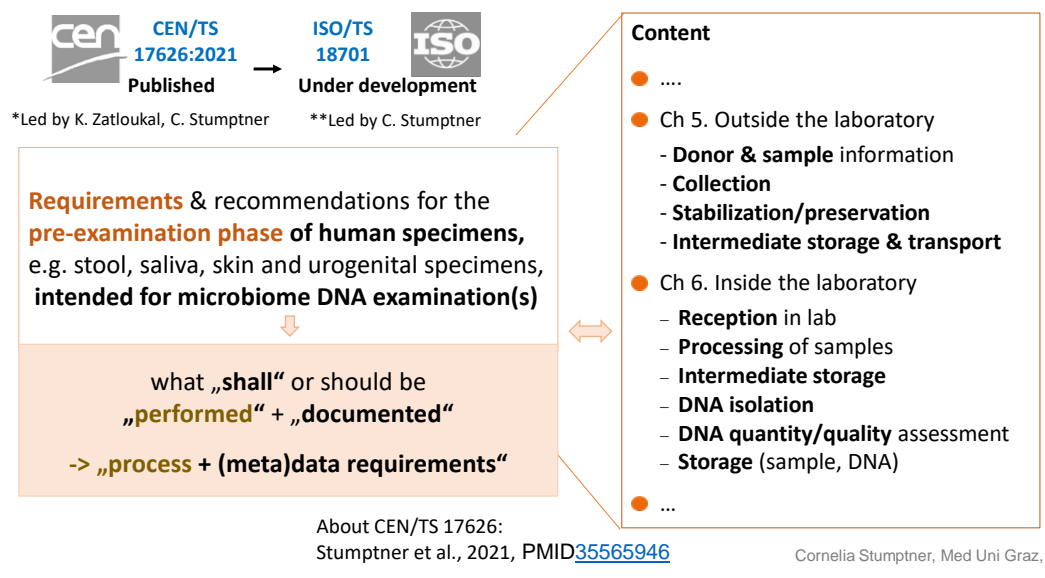 cen
CEN/TS
17626:2021
Published
ISO/TS
18701
ISO
Under development
*Led by K. Zatloukal, C. Stumptner
**Led by C. Stumptner
Requirements & recommendations for the
pre-examination phase of human specimens,
e.g. stool, saliva, skin and urogenital specimens,
intended for microbiome DNA examination(s)
what „shall“ or should be
„performed“ + „documented“
-> „process + (meta)data requirements“
Content
....
Ch 5. Outside the laboratory
- Donor & sample information
- Collection
- Stabilization/preservation
- Intermediate storage & transport
Ch 6. Inside the laboratory
– Reception in lab
– Processing of samples
– Intermediate storage
– DNA isolation
– DNA quantity/quality assessment
– Storage (sample, DNA)
...
About CEN/TS 17626:
Stumptner et al., 2021, PMID35565946
Cornelia Stumptner, Med Uni Graz,